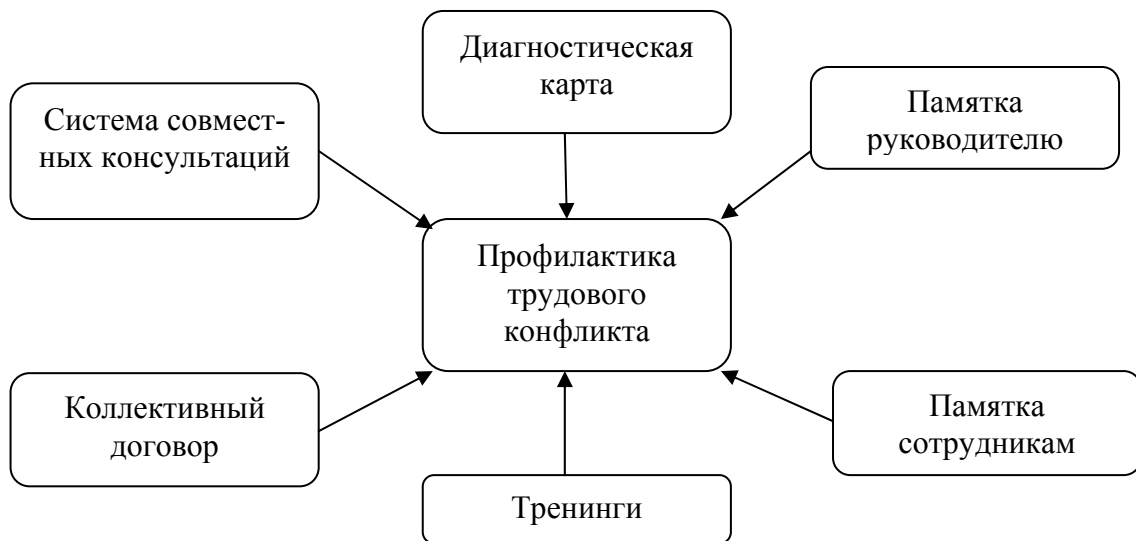 Диагностическая
карта
Система совмест-
ных консультаций
Памятка
руководителю
Профилактика
трудового
конфликта
Коллективный
договор
Памятка
сотрудникам
Тренинги